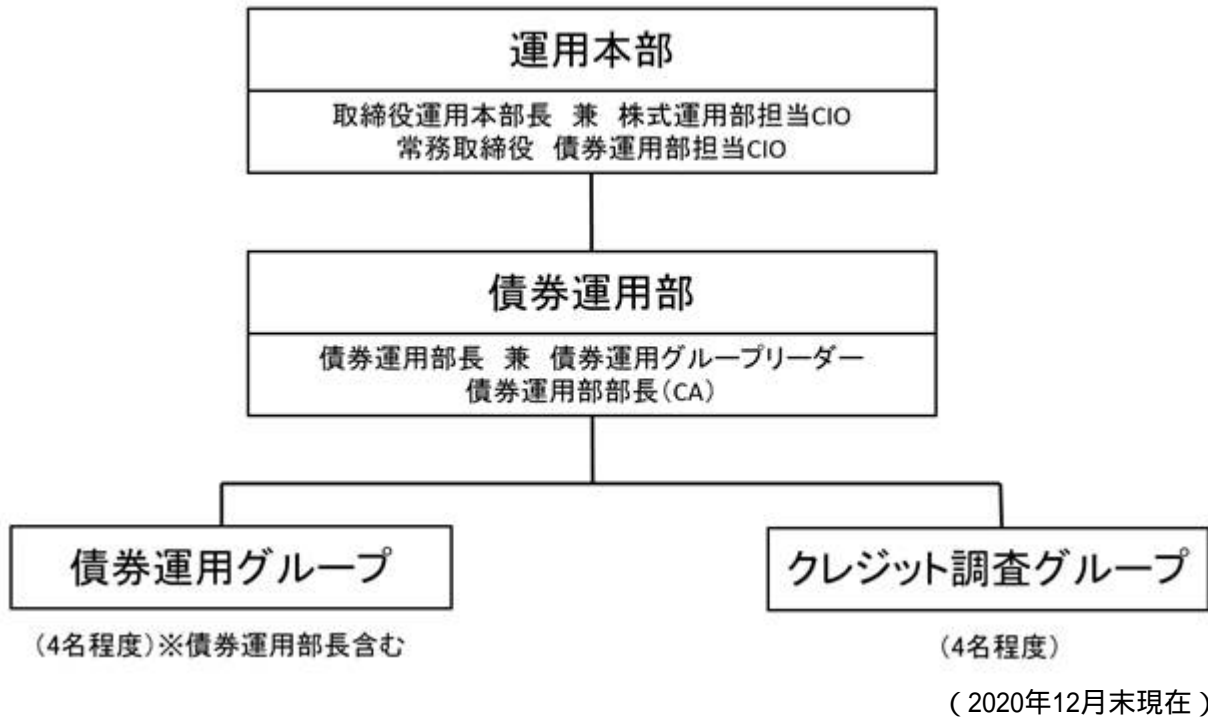 運用本部
取締役運用本部長 兼 株式運用部担当CIO
常務取締役 債券運用部担当CIO
債券運用部
債券運用部長 兼 債券運用グループリーダー
債券運用部部長(CA)
債券運用グループ
クレジット調査グループ
(4名程度)※債券運用部長含む
(4名程度)
(2020年12月末現在)